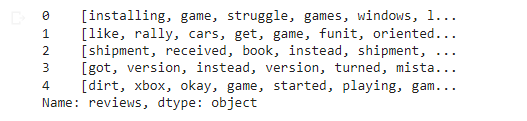 0    [installing, game, struggle, games, windows, l...
1    [like, rally, cars, get, game, funit, oriented...
2    [shipment, received, book, instead, shipment, ...
3    [got, version, instead, version, turned, mista...
4    [dirt, xbox, okay, game, started, playing, gam...
Name: reviews, dtype: object